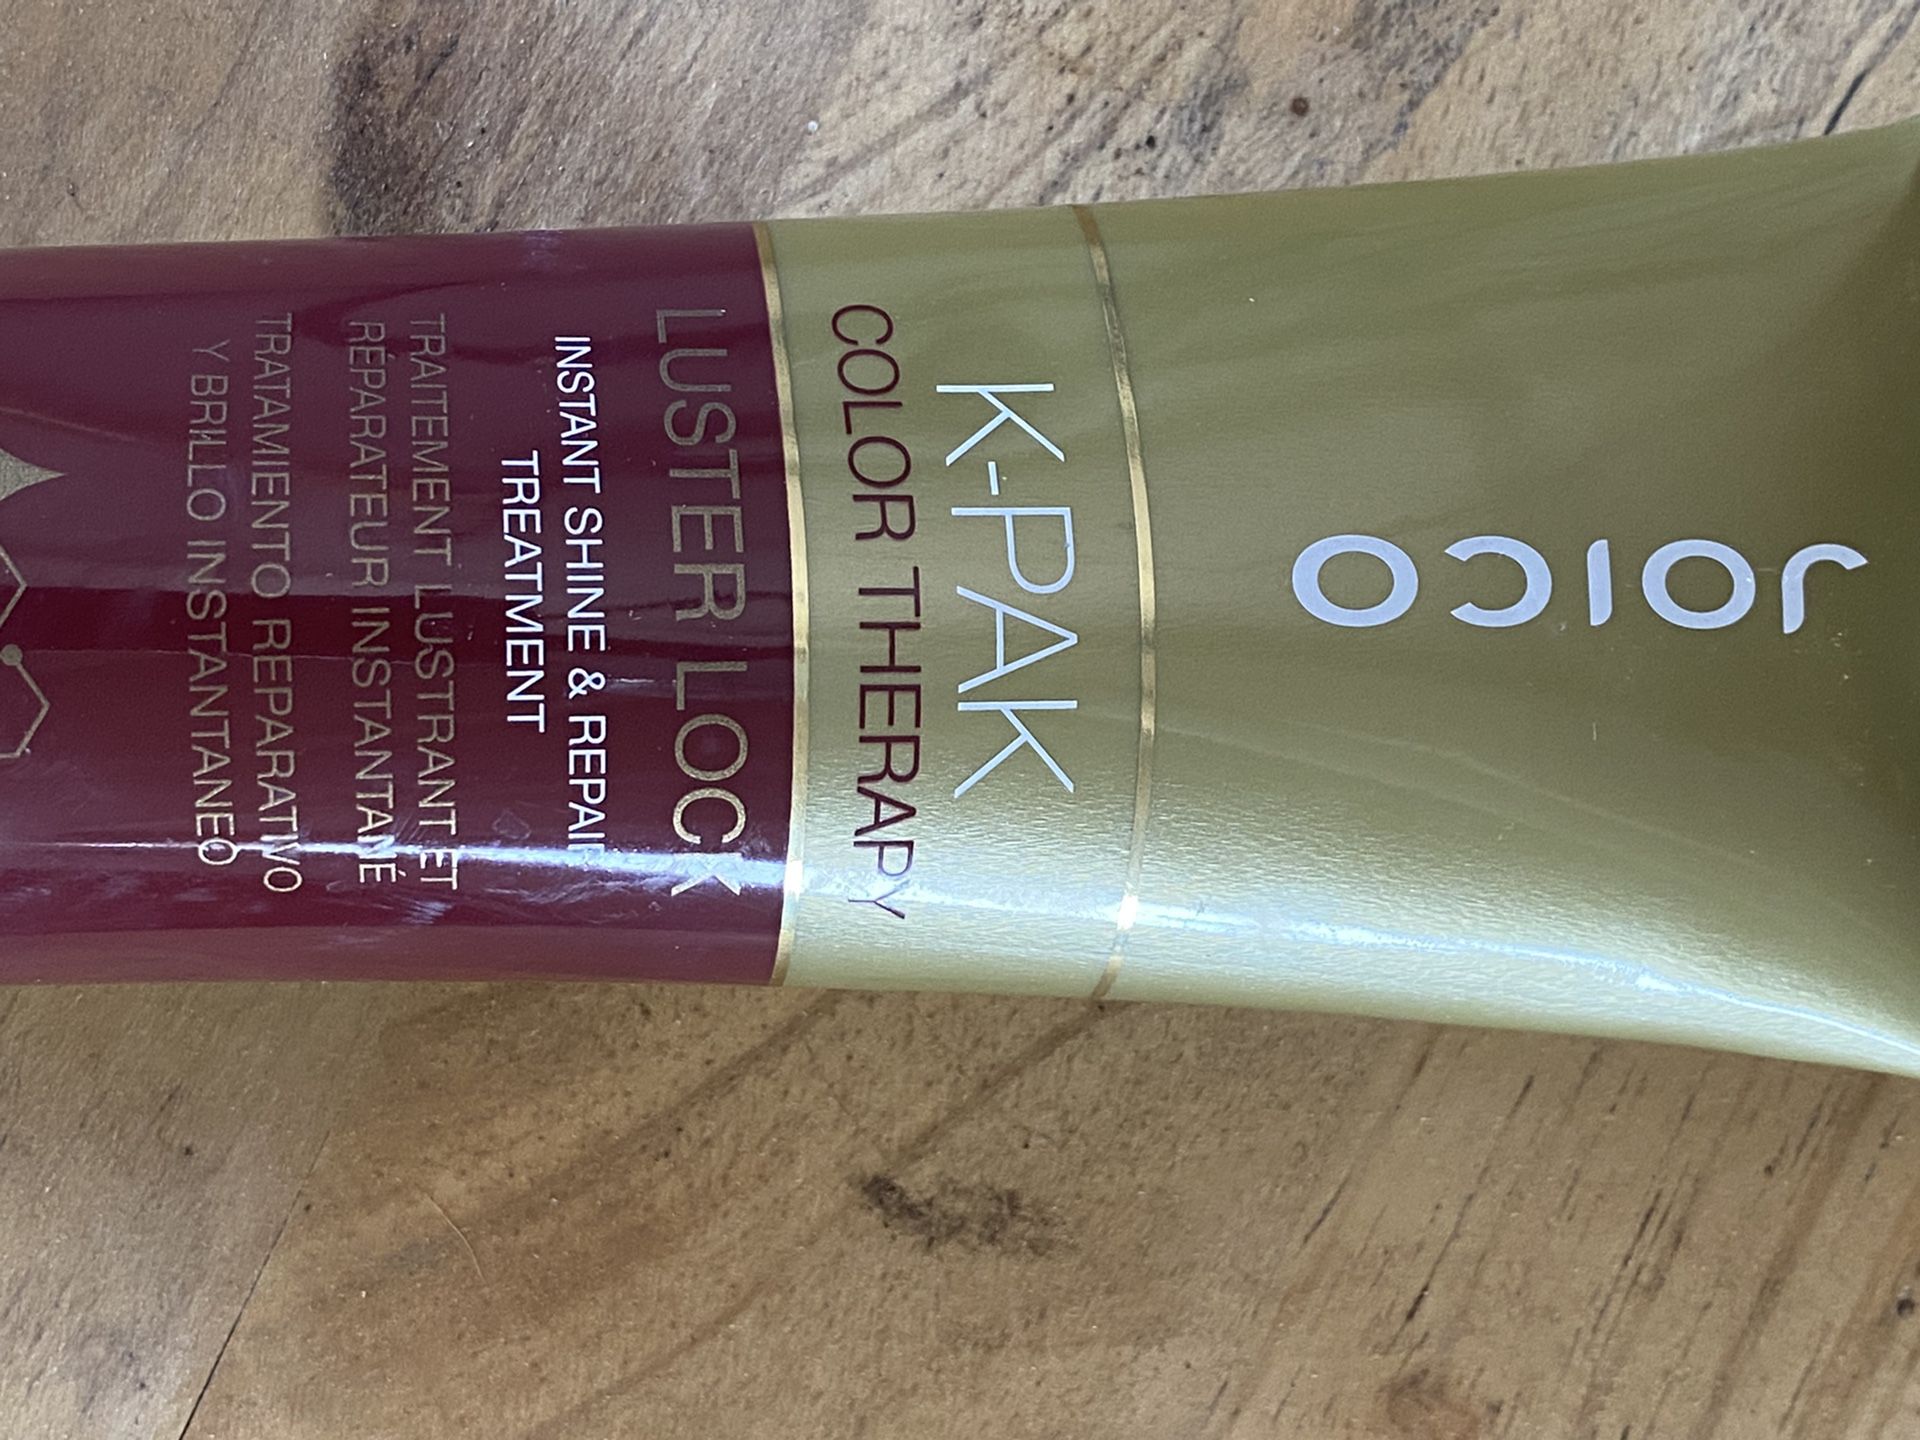 JOICO
K-PAK
COLOR THERAPY
LUSTER LOCK
INSTANT SHINE & REPAIR
TREATMENT
TRAITEMENT LUSTRANT ET
RÉPARATEUR INSTANTANÉ
TRATAMIENTO REPARATIVO
Y BRILLO INSTANTANEO